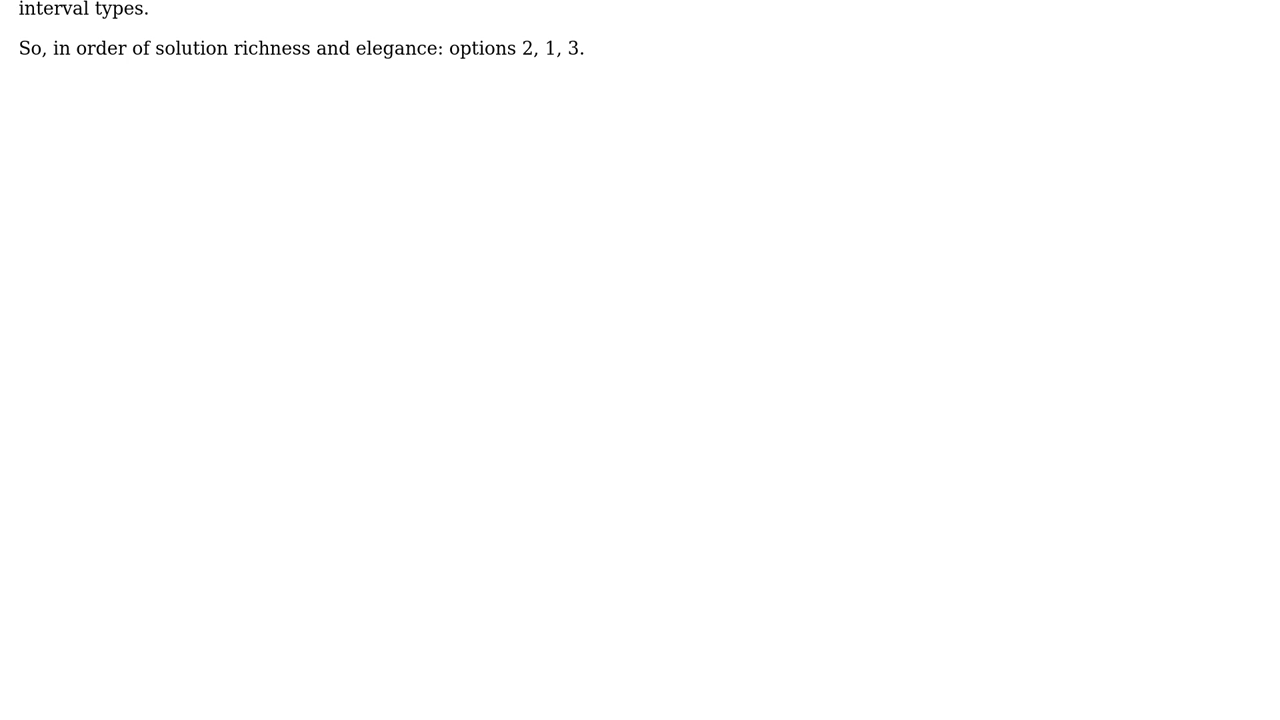 interval types.
So, in order of solution richness and elegance: options 2, 1, 3.